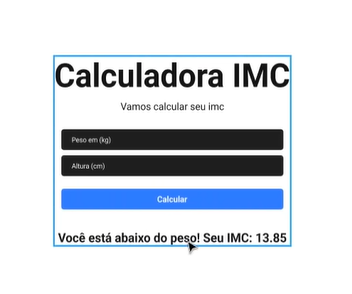 Calculadora IMC
Vamos calcular seu imc
Peso em (kg)
Altura (cm)
Calcular
Você está abaixo do peso! Seu IMC: 13.85